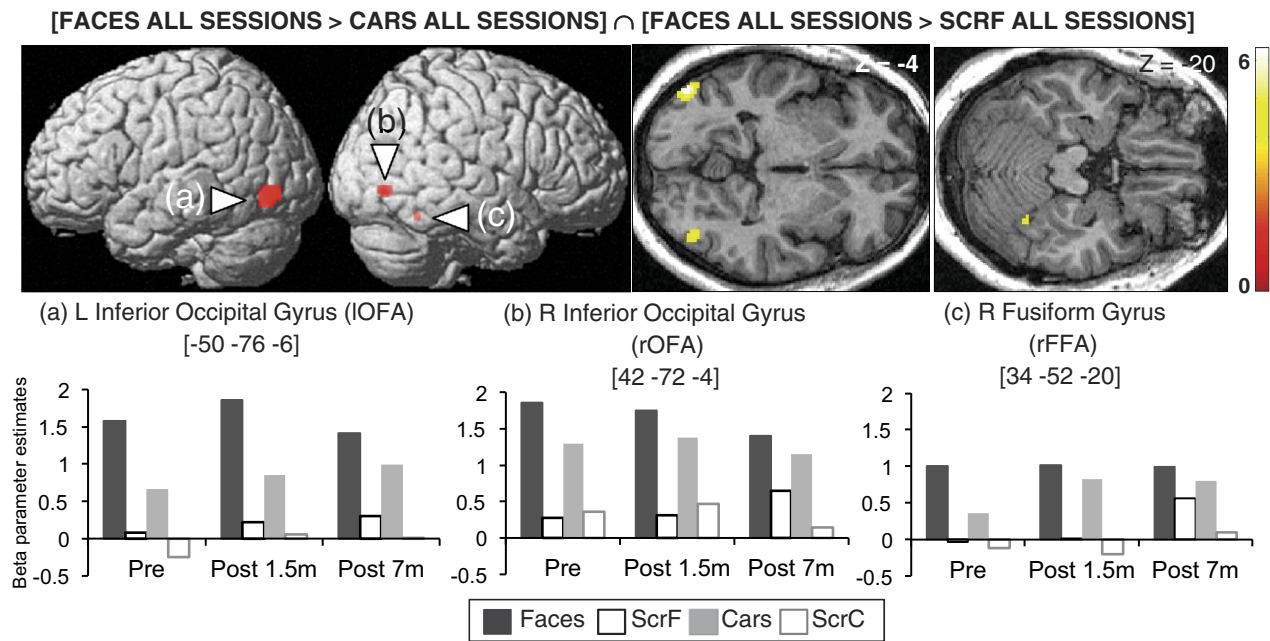 [FACES ALL SESSIONS > CARS ALL SESSIONS] ∩ [FACES ALL SESSIONS > SCRF ALL SESSIONS]
(a)
(b)
(c)
Z = -4
Z = -20
6
0
(a) L Inferior Occipital Gyrus (lOFA)
[-50 -76 -6]
(b) R Inferior Occipital Gyrus
(rOFA)
[42 -72 -4]
(c) R Fusiform Gyrus
(rFFA)
[34 -52 -20]
Beta parameter estimates
2
1.5
1
0.5
0
-0.5
Pre Post 1.5m Post 7m
2
1.5
1
0.5
0
-0.5
Pre Post 1.5m Post 7m
2
1.5
1
0.5
0
-0.5
Pre Post 1.5m Post 7m
Faces ScrF Cars ScrC